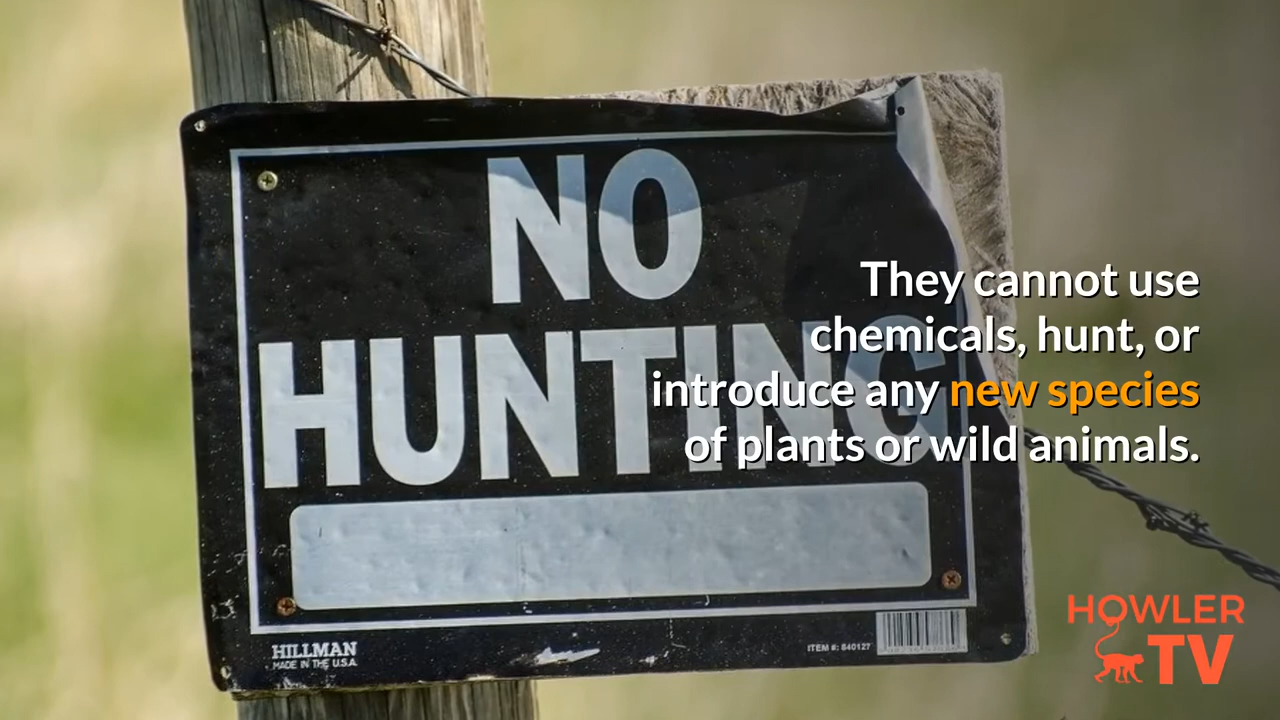 NO
HUNTING
They cannot use
chemicals, hunt, or
introduce any new species
of plants or wild animals.
HILLMAN
MADE IN THE U.S.A.
ITEM #: 840127
HOWLER
TV